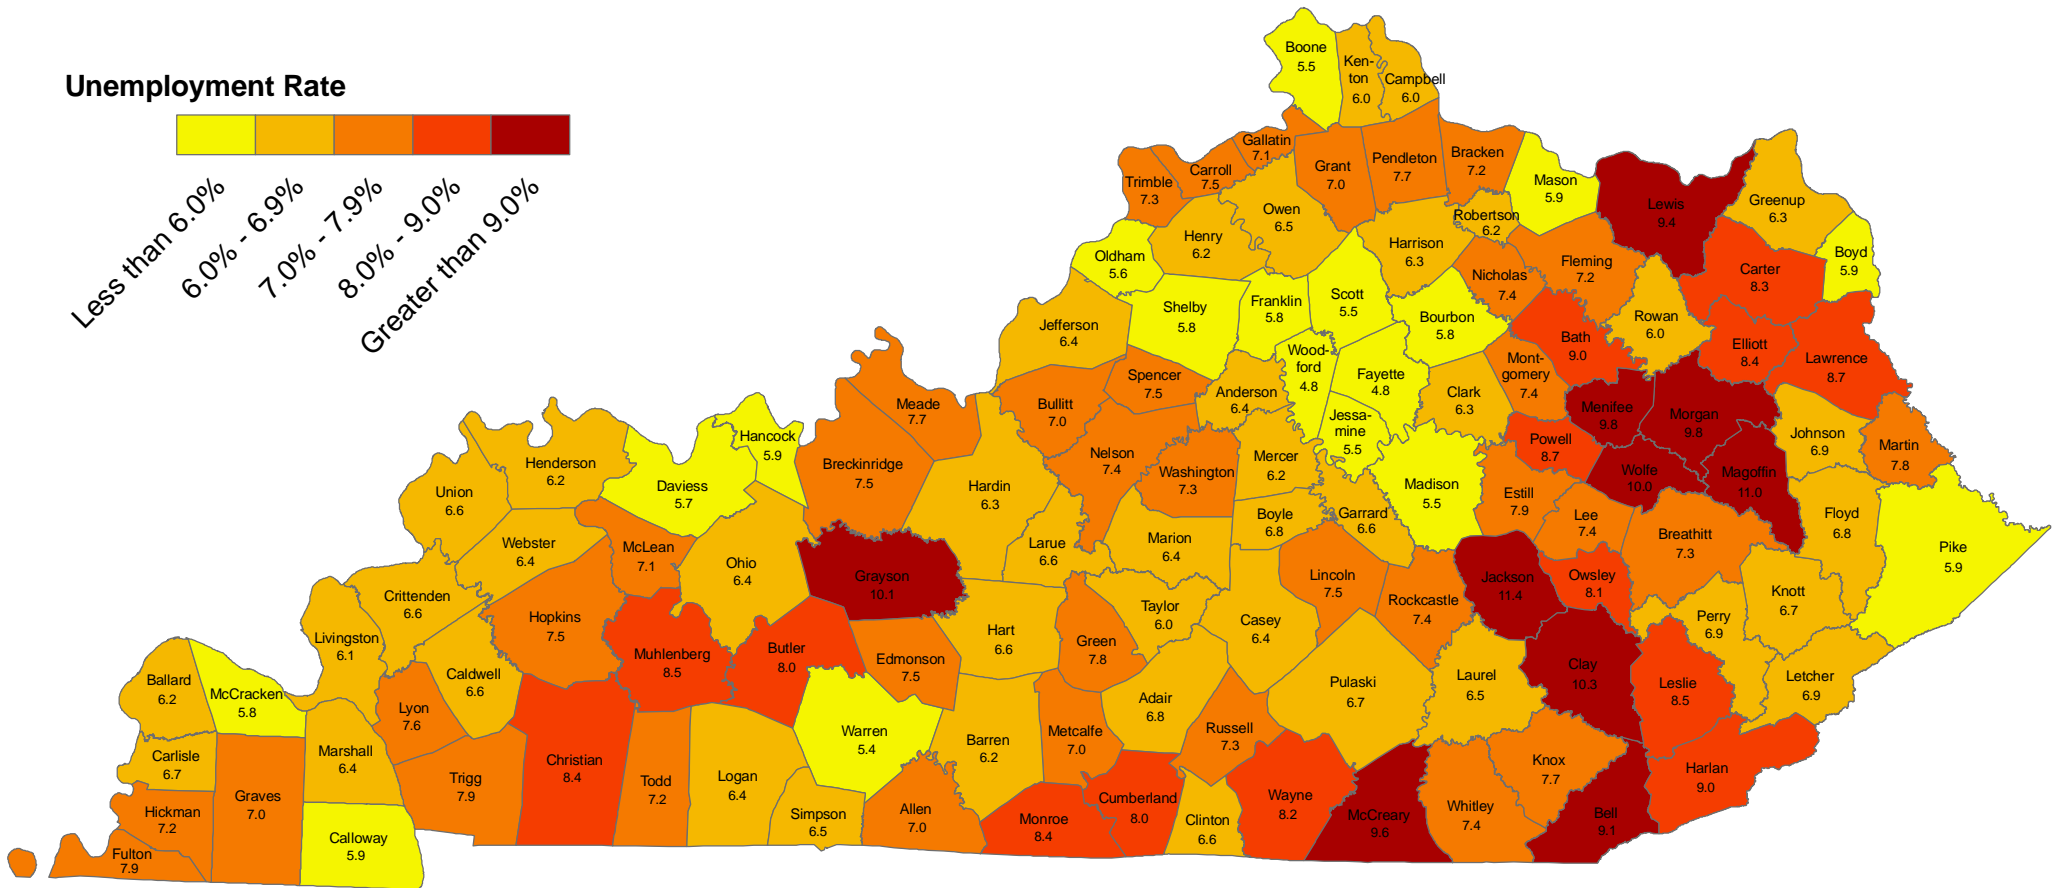 Unemployment Rate
Less than 6.0%
6.0% - 6.9%
7.0% - 7.9%
8.0% - 9.0%
Greater than 9.0%
Boone
5.5
Ken-
ton
6.0
Campbell
6.0
Gallatin
7.1
Carroll
7.5
Trimble
7.3
Grant
7.0
Pendleton
7.7
Bracken
7.2
Mason
5.9
Lewis
9.4
Greenup
6.3
Boyd
5.9
Owen
6.5
Henry
6.2
Oldham
5.6
Robertson
6.2
Harrison
6.3
Nicholas
7.4
Fleming
7.2
Carter
8.3
Rowan
6.0
Elliott
8.4
Lawrence
8.7
Shelby
5.8
Franklin
5.8
Scott
5.5
Bourbon
5.8
Bath
9.0
Jefferson
6.4
Wood-
ford
4.8
Fayette
4.8
Mont-
gomery
7.4
Clark
6.3
Spencer
7.5
Anderson
6.4
Bullitt
7.0
Meade
7.7
Jessa-
mine
5.5
Menifee
9.8
Morgan
9.8
Johnson
6.9
Martin
7.8
Powell
8.7
Wolfe
10.0
Magoffin
11.0
Hancock
5.9
Breckinridge
7.5
Nelson
7.4
Washington
7.3
Mercer
6.2
Madison
5.5
Estill
7.9
Lee
7.4
Breathitt
7.3
Floyd
6.8
Pike
5.9
Henderson
6.2
Union
6.6
Daviess
5.7
Hardin
6.3
Boyle
6.8
Garrard
6.6
Webster
6.4
McLean
7.1
Ohio
6.4
Grayson
10.1
Larue
6.6
Marion
6.4
Lincoln
7.5
Rockcastle
7.4
Jackson
11.4
Owsley
8.1
Perry
6.9
Knott
6.7
Crittenden
6.6
Hopkins
7.5
Livingston
6.1
Muhlenberg
8.5
Butler
8.0
Edmonson
7.5
Hart
6.6
Green
7.8
Taylor
6.0
Casey
6.4
Pulaski
6.7
Laurel
6.5
Clay
10.3
Leslie
8.5
Letcher
6.9
Ballard
6.2
McCracken
5.8
Caldwell
6.6
Lyon
7.6
Adair
6.8
Russell
7.3
Metcalfe
7.0
Barren
6.2
Warren
5.4
Carlisle
6.7
Marshall
6.4
Trigg
7.9
Christian
8.4
Todd
7.2
Logan
6.4
Simpson
6.5
Allen
7.0
Monroe
8.4
Cumberland
8.0
Clinton
6.6
Wayne
8.2
McCreary
9.6
Whitley
7.4
Knox
7.7
Bell
9.1
Harlan
9.0
Hickman
7.2
Graves
7.0
Calloway
5.9
Fulton
7.9